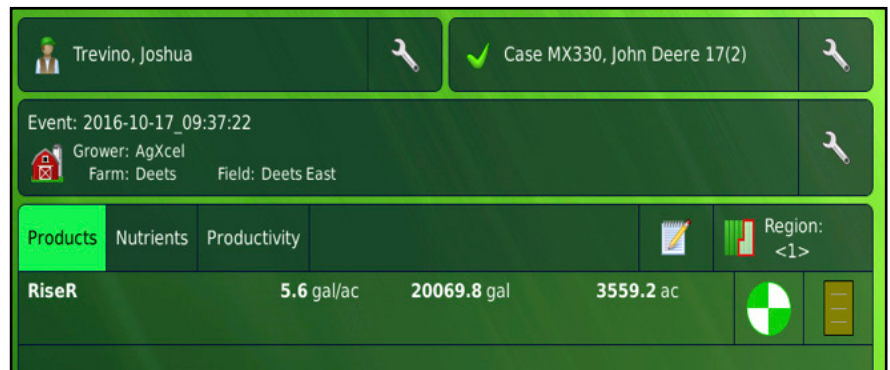 Trevino, Joshua
Case MX330, John Deere 17(2)
Event: 2016-10-17_09:37:22
Grower: AgXcel
Farm: Deets Field: Deets East
Products Nutrients Productivity Region:
<1>
RiseR 5.6 gal/ac 20069.8 gal 3559.2 ac